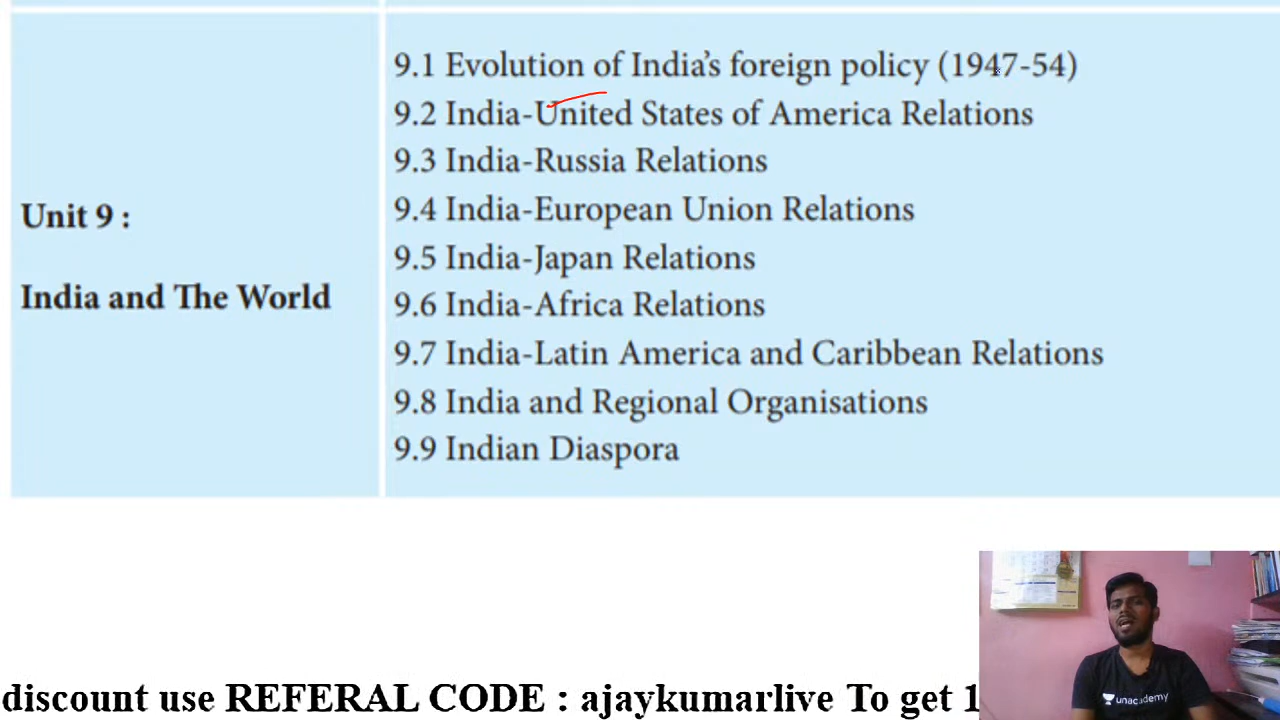 9.1 Evolution of India's foreign policy (1947-54)
9.2 India-United States of America Relations
9.3 India-Russia Relations
Unit 9 :
9.4 India-European Union Relations
9.5 India-Japan Relations
India and The World
9.6 India-Africa Relations
9.7 India-Latin America and Caribbean Relations
9.8 India and Regional Organisations
9.9 Indian Diaspora
unacademy
discount use REFERAL CODE : ajaykumarlive To get 1